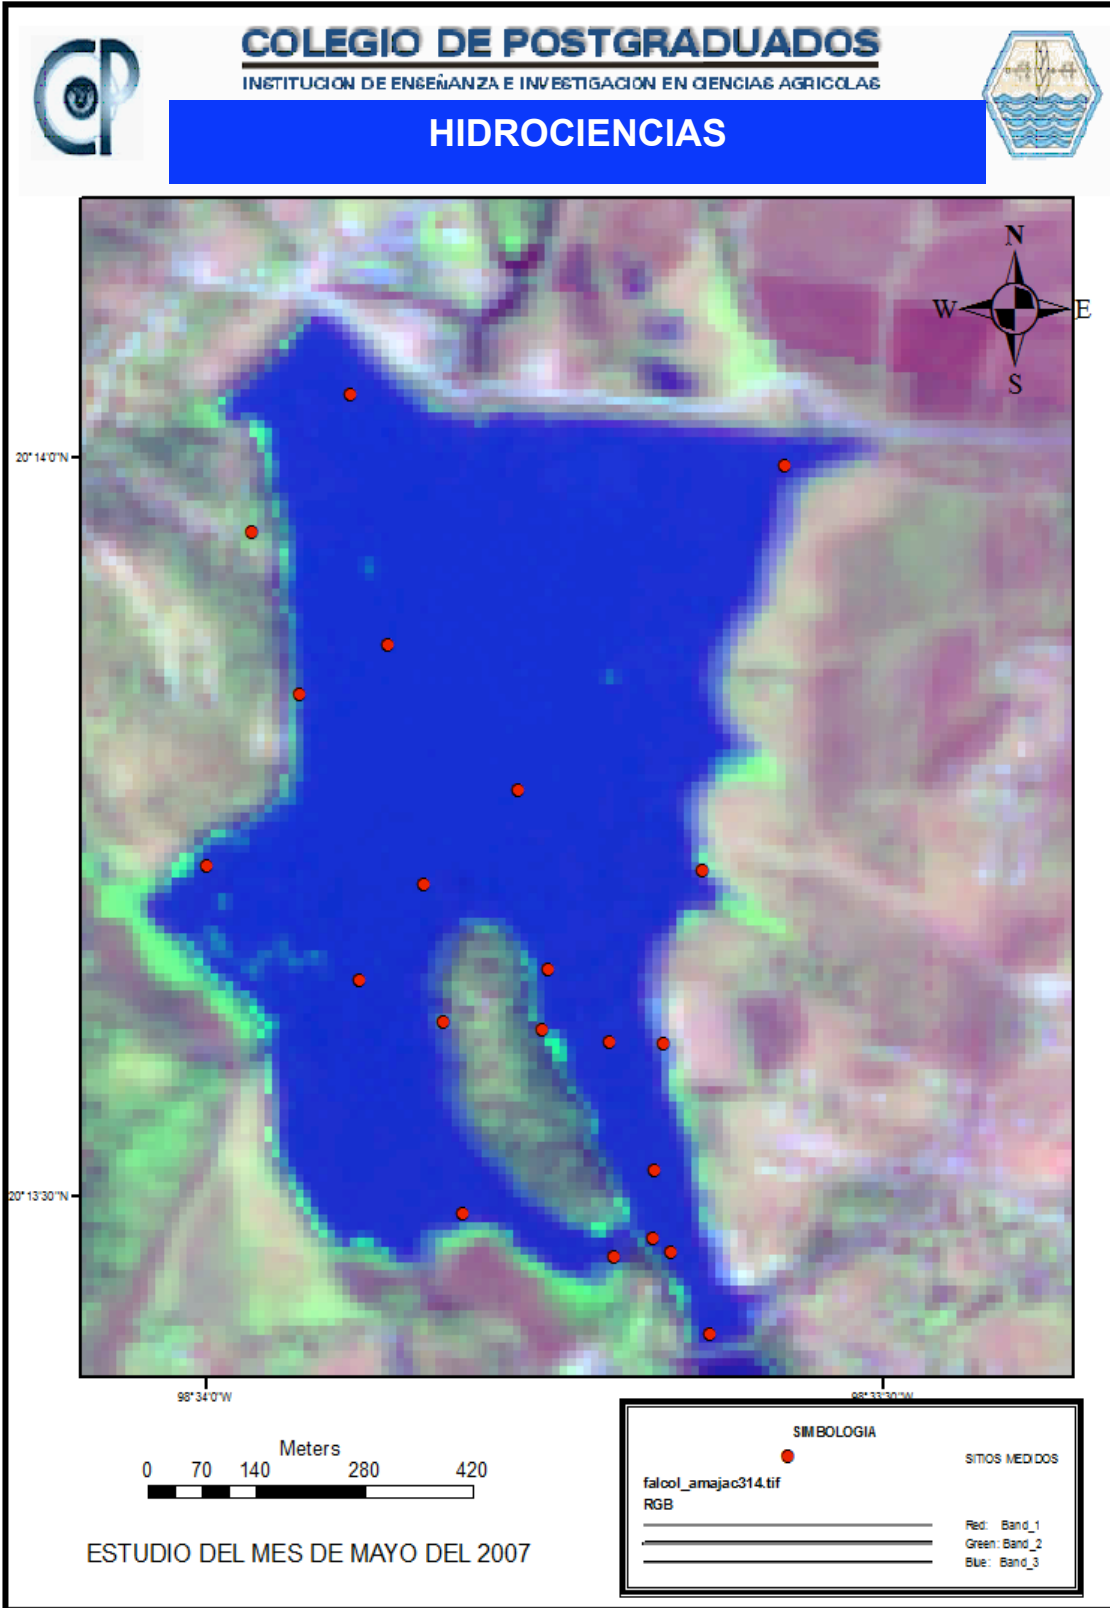 COLEGIO DE POSTGRADUADOS
INSTITUCION DE ENSEÑANZA E INVESTIGACION EN CIENCIAS AGRICOLAS
HIDROCIENCIAS
N
W E
S
20°14'0"N
20°13'30"N
98°34'0"W
98°33'30"W
Meters
0 70 140 280 420
ESTUDIO DEL MES DE MAYO DEL 2007
SIMBOLOGIA
SITIOS MEDIDOS
falcol_amajac314.tif
RGB
Red: Band_1
Green: Band_2
Blue: Band_3